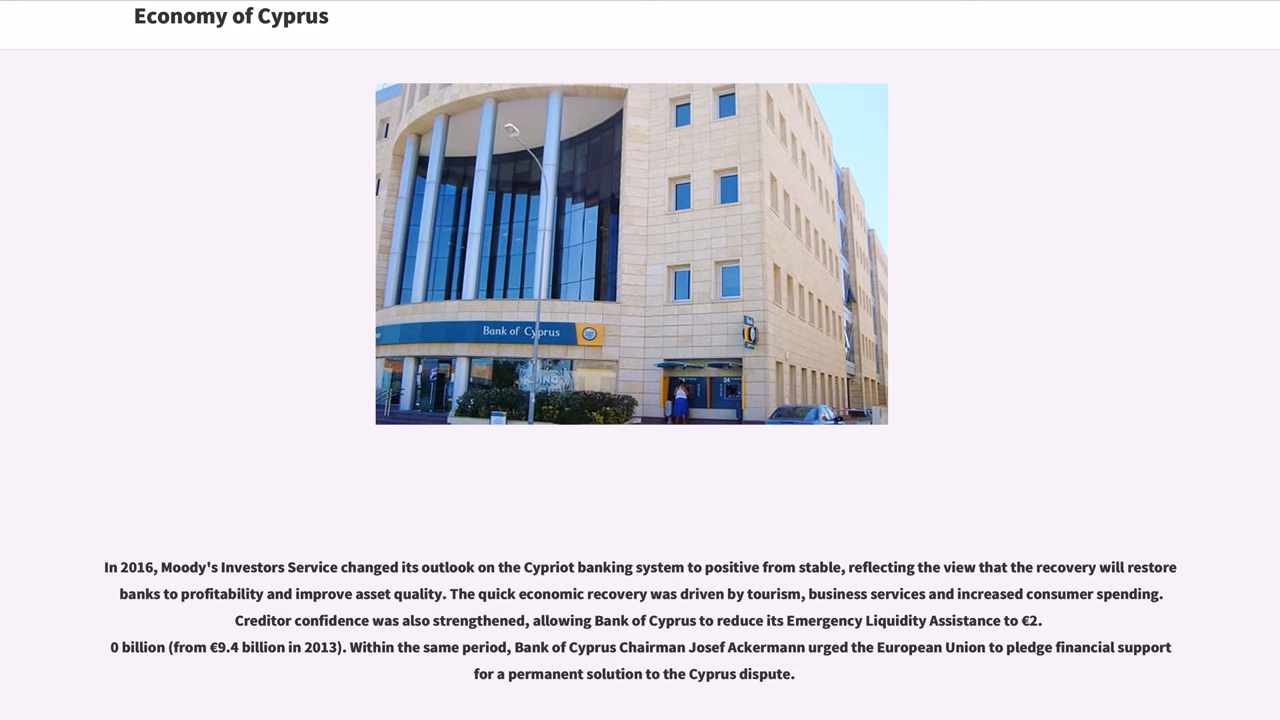 Economy of Cyprus
Bank of Cyprus
24
In 2016, Moody's Investors Service changed its outlook on the Cypriot banking system to positive from stable, reflecting the view that the recovery will restore
banks to profitability and improve asset quality. The quick economic recovery was driven by tourism, business services and increased consumer spending.
Creditor confidence was also strengthened, allowing Bank of Cyprus to reduce its Emergency Liquidity Assistance to €2.
0 billion (from €9.4 billion in 2013). Within the same period, Bank of Cyprus Chairman Josef Ackermann urged the European Union to pledge financial support
for a permanent solution to the Cyprus dispute.